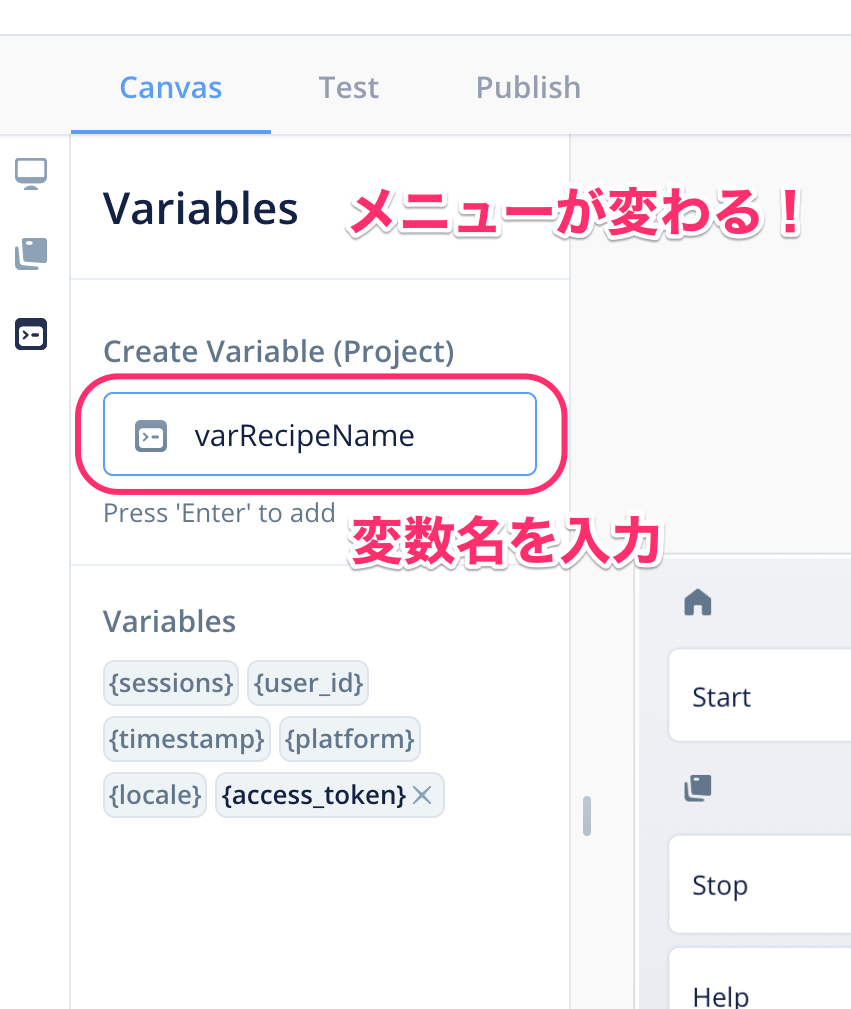 Canvas Test Publish
Variables メニューが変わる！
Create Variable (Project)
varRecipeName
Press 'Enter' to add
変数名を入力
Variables
{sessions} {user_id}
{timestamp} {platform}
{locale} {access_token}
Start
Stop
Help